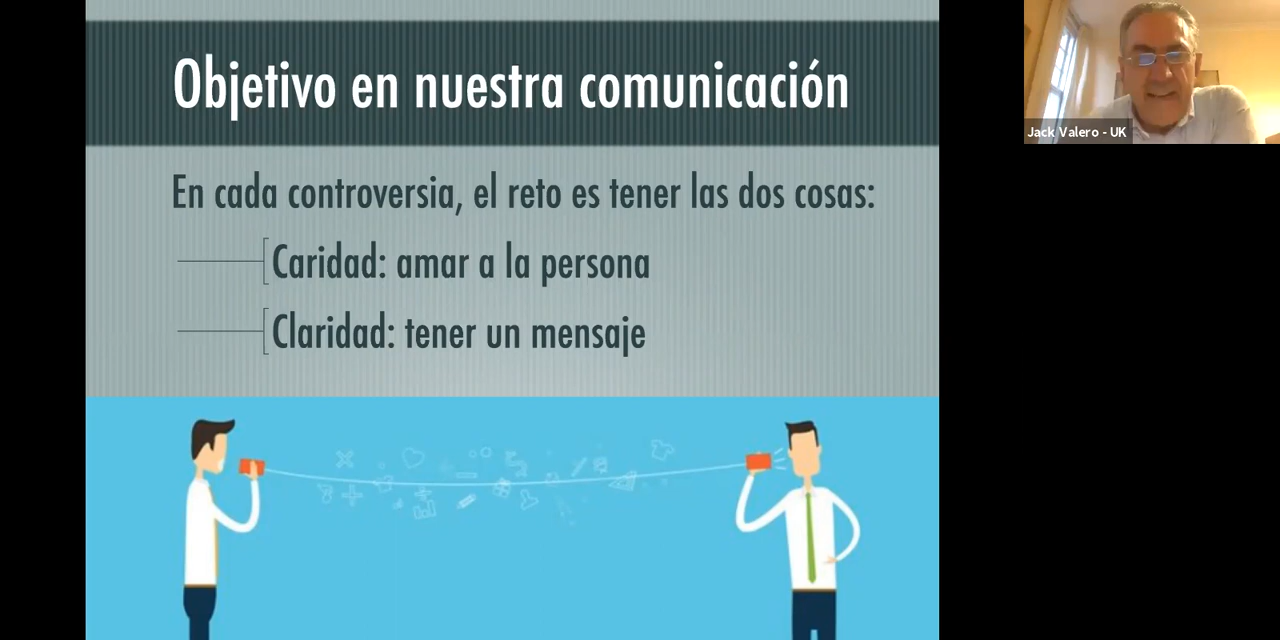 Objetivo en nuestra comunicación
En cada controversia, el reto es tener las dos cosas:
Caridad: amar a la persona
Claridad: tener un mensaje
Jack Valero - UK